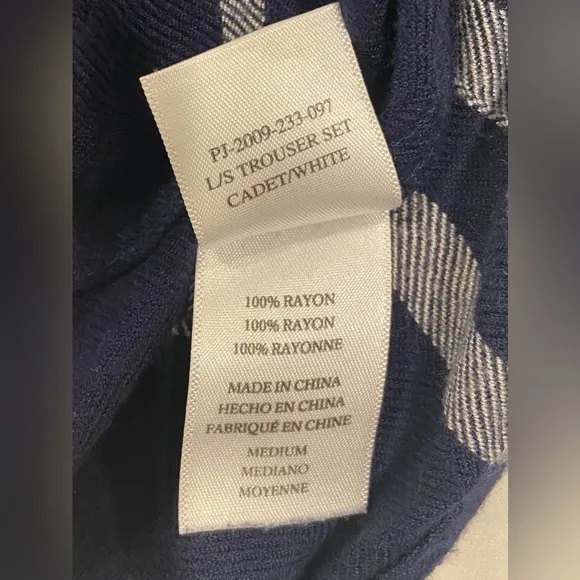 PJ-2009-233-097
L/S TROUSER SET
CADET/WHITE
100% RAYON
100% RAYON
100% RAYONNE
MADE IN CHINA
HECHO EN CHINA
FABRIQUÉ EN CHINE
MEDIUM
MEDIANO
MOYENNE